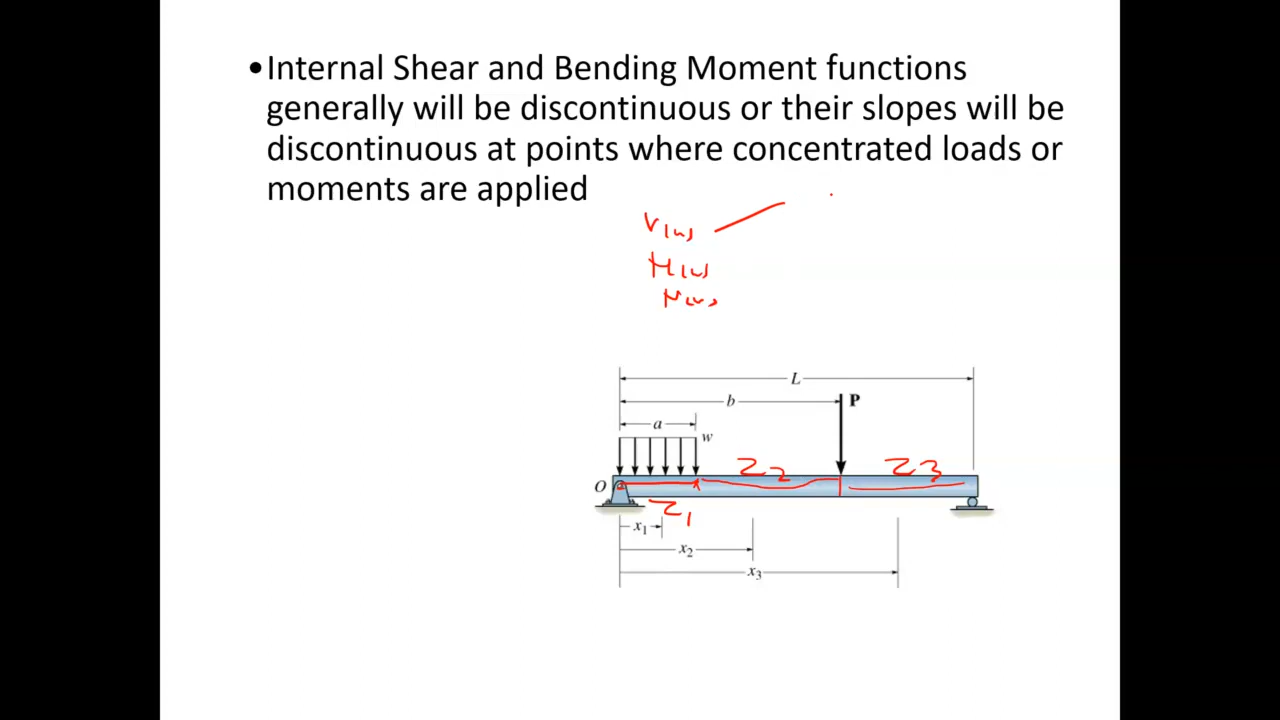 •Internal Shear and Bending Moment functions
generally will be discontinuous or their slopes will be
discontinuous at points where concentrated loads or
moments are applied
L
b
P
a
w
Z2
Z3
O
Z1
x1
x2
x3